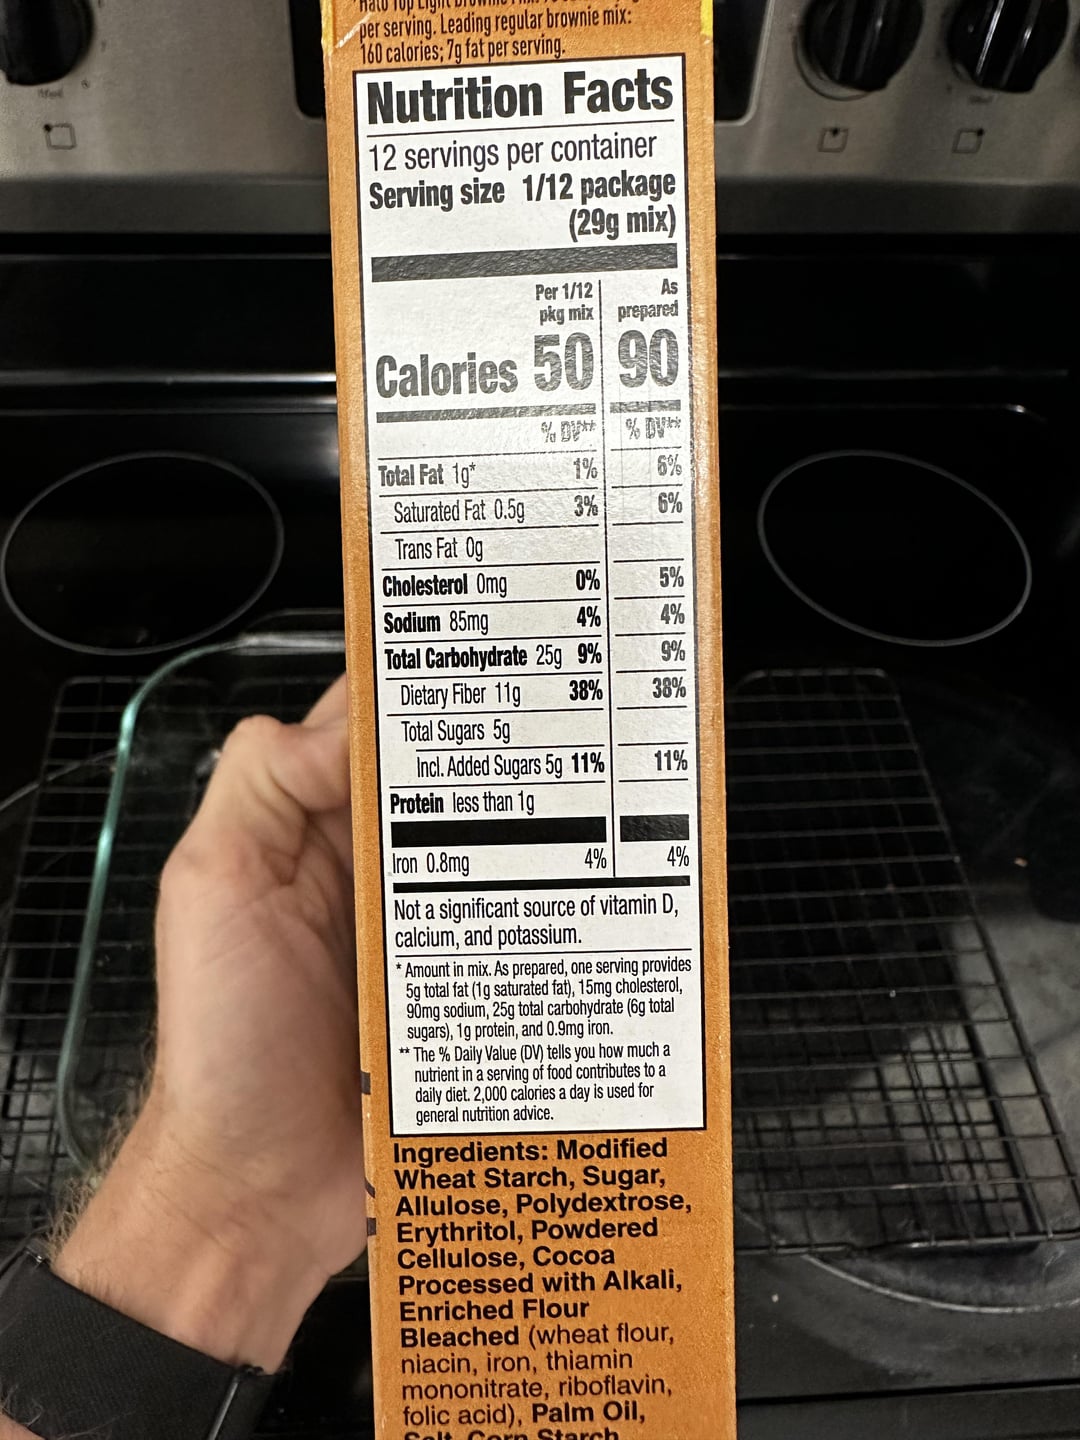 Halo Top Light
per serving. Leading regular brownie mix:
160 calories; 7g fat per serving.
Nutrition Facts
12 servings per container
Serving size 1/12 package
(29g mix)
Per 1/12 As
pkg mix prepared
Calories 50 90
% DV** % DV**
Total Fat 1g* 1% 6%
Saturated Fat 0.5g 3% 6%
Trans Fat 0g
Cholesterol 0mg 0% 5%
Sodium 85mg 4% 4%
Total Carbohydrate 25g 9% 9%
Dietary Fiber 11g 38% 38%
Total Sugars 5g
Incl. Added Sugars 5g 11% 11%
Protein less than 1g
Iron 0.8mg 4% 4%
Not a significant source of vitamin D,
calcium, and potassium.
* Amount in mix. As prepared, one serving provides
5g total fat (1g saturated fat), 15mg cholesterol,
90mg sodium, 25g total carbohydrate (6g total
sugars), 1g protein, and 0.9mg iron.
** The % Daily Value (DV) tells you how much a
nutrient in a serving of food contributes to a
daily diet. 2,000 calories a day is used for
general nutrition advice.
Ingredients: Modified
Wheat Starch, Sugar,
Allulose, Polydextrose,
Erythritol, Powdered
Cellulose, Cocoa
Processed with Alkali,
Enriched Flour
Bleached (wheat flour,
niacin, iron, thiamin
mononitrate, riboflavin,
folic acid), Palm Oil,
Salt, Corn Starch